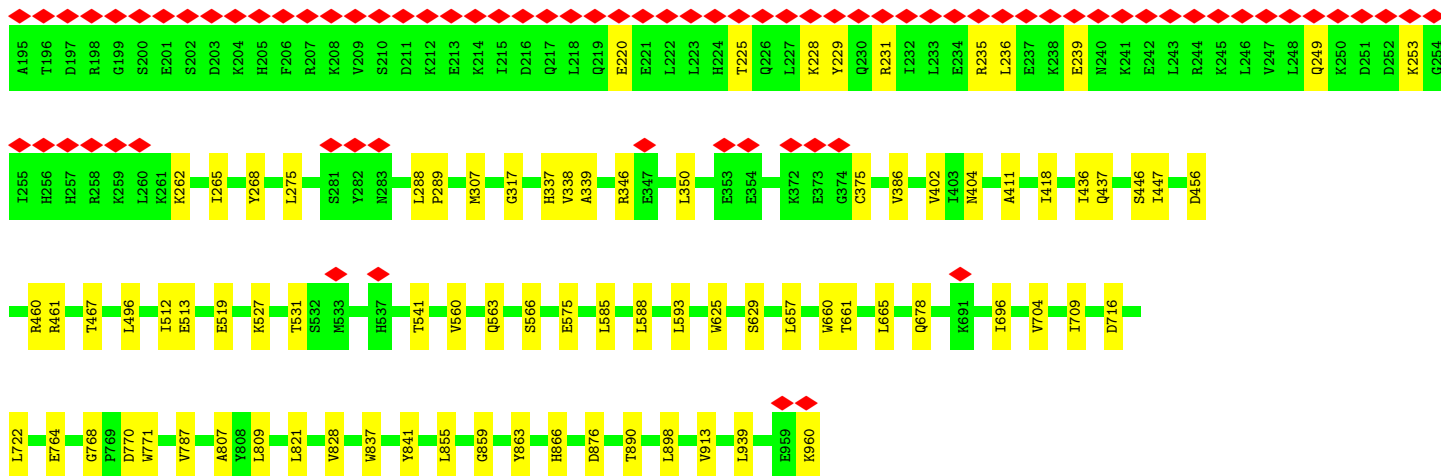 A195 T196 D197 R198 G199 S200 E201 S202 D203 K204 H205 F206 R207 K208 V209 S210 D211 K212 E213 K214 I215 D216 Q217 L218 Q219 E220 E221 L222 L223 H224 T225 Q226 L227 K228 Y229 Q230 R231 I232 L233 E234 R235 L236 E237 K238 E239 N240 K241 E242 L243 R244 K245 L246 V247 L248 Q249 K250 D251 D252 K253 G254
I255 H256 H257 R258 K259 L260 K261 K262 I265 Y268 L275 S281 Y282 N283 L288 P289 M307 G317 H337 V338 A339 R346 E347 L350 E353 E354 K372 E373 G374 C375 V386 V402 I403 N404 A411 I418 I436 Q437 S446 I447 D456
R460 R461 T467 L496 I512 E513 E519 K527 T531 S532 M533 H537 T541 V560 Q563 S566 E575 L585 L588 L593 W625 S629 L657 W660 T661 L665 Q678 K691 I696 V704 I709 D716
L722 E764 G768 P769 D770 W771 V787 A807 Y808 L809 L821 V828 W837 Y841 L855 G859 Y863 H866 D876 T890 L898 V913 L939 E959 K960